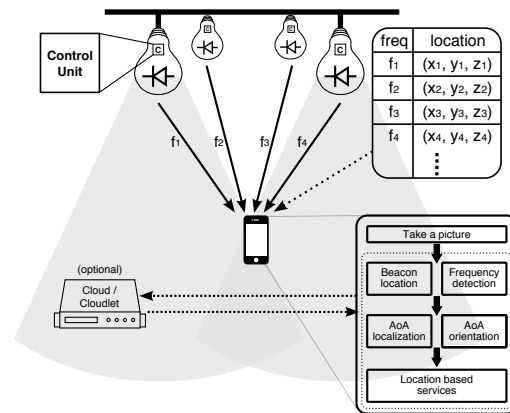 Control
Unit
C
C
C
C
freq location
f1 (x1, y1, z1)
f2 (x2, y2, z2)
f3 (x3, y3, z3)
f4 (x4, y4, z4)
f1
f2
f3
f4
Take a picture
Beacon
location
Frequency
detection
AoA
localization
AoA
orientation
Location based
services
(optional)
Cloud /
Cloudlet